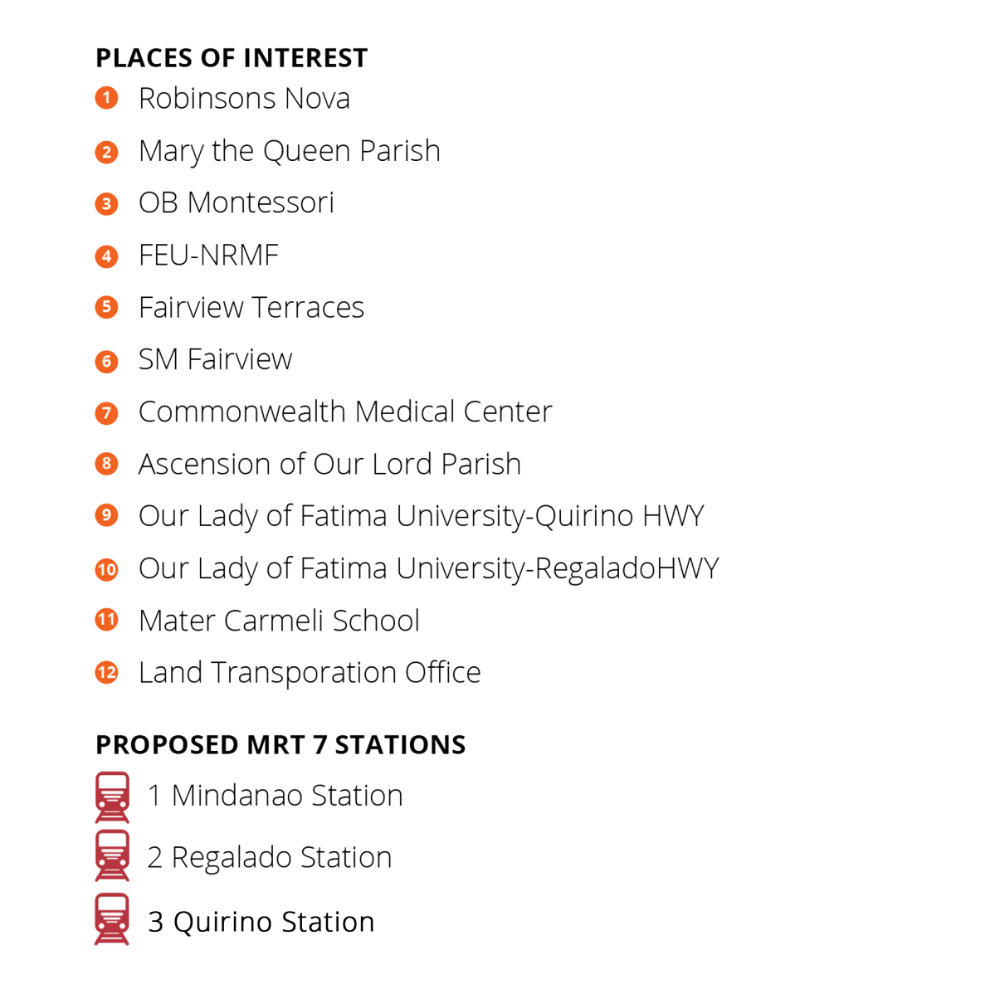 PLACES OF INTEREST
1 Robinsons Nova
2 Mary the Queen Parish
3 OB Montessori
4 FEU-NRMF
5 Fairview Terraces
6 SM Fairview
7 Commonwealth Medical Center
8 Ascension of Our Lord Parish
9 Our Lady of Fatima University-Quirino HWY
10 Our Lady of Fatima University-RegaladoHWY
11 Mater Carmeli School
12 Land Transporation Office
PROPOSED MRT 7 STATIONS
1 Mindanao Station
2 Regalado Station
3 Quirino Station